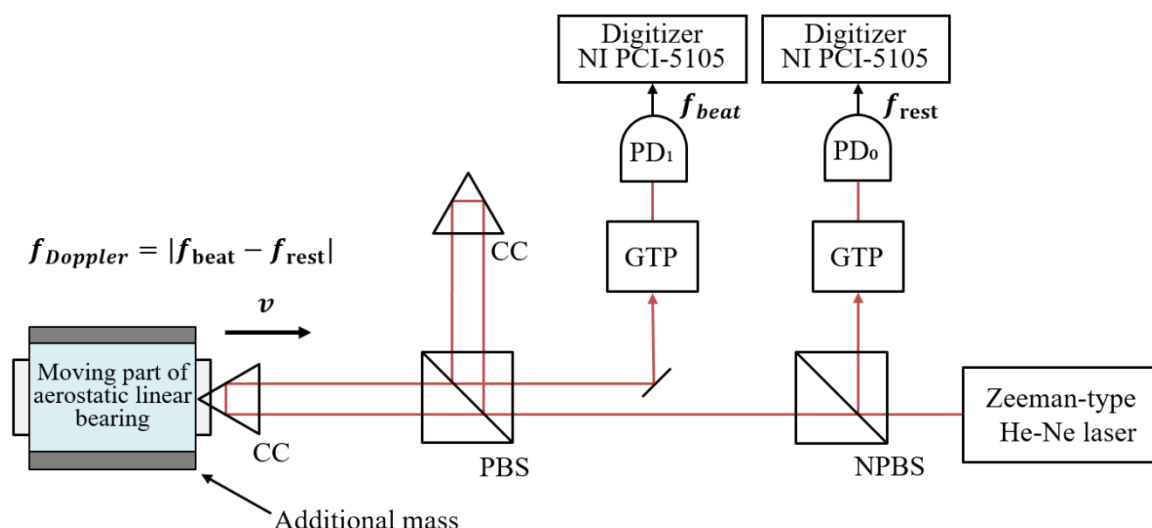 Digitizer
NI PCI-5105
Digitizer
NI PCI-5105
f_beat
f_rest
PD₁
PD₀
GTP
GTP
CC
f_Doppler = |f_beat − f_rest|
v
Moving part of
aerostatic linear
bearing
CC
PBS
NPBS
Zeeman-type
He-Ne laser
Additional mass